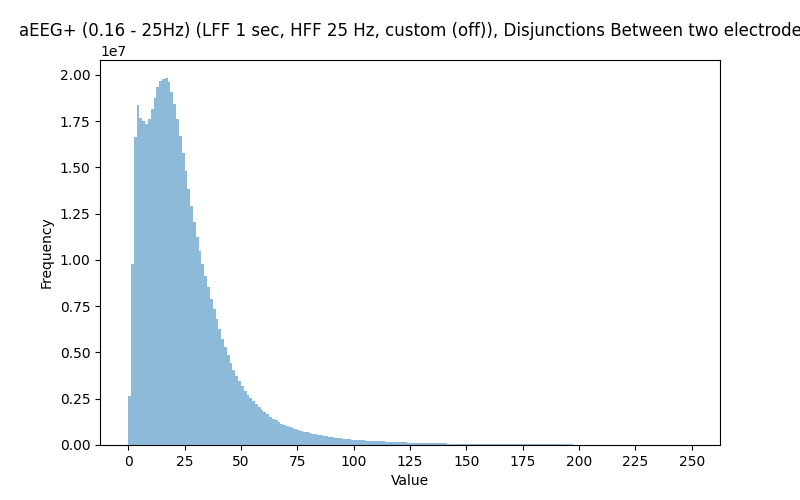 aEEG+ (0.16 - 25Hz) (LFF 1 sec, HFF 25 Hz, custom (off)), Disjunctions Between two electrode
1e7
2.00
1.75
1.50
1.25
1.00
0.75
0.50
0.25
0.00
Frequency
0 25 50 75 100 125 150 175 200 225 250
Value